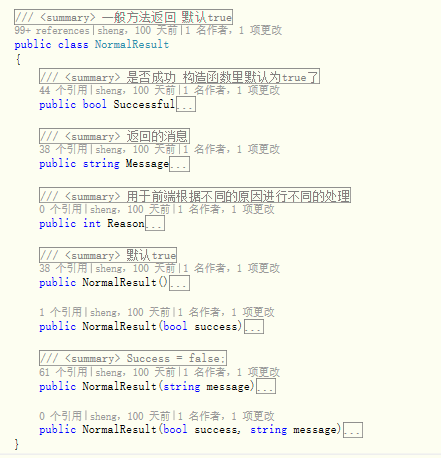 /// <summary> 一般方法返回 默认true
99+ references|sheng, 100 天前|1 名作者, 1 项更改
public class NormalResult
{
/// <summary> 是否成功 构造函数里默认为true了
44 个引用|sheng, 100 天前|1 名作者, 1 项更改
public bool Successful...
/// <summary> 返回的消息
38 个引用|sheng, 100 天前|1 名作者, 1 项更改
public string Message...
/// <summary> 用于前端根据不同的原因进行不同的处理
0 个引用|sheng, 100 天前|1 名作者, 1 项更改
public int Reason...
/// <summary> 默认true
38 个引用|sheng, 100 天前|1 名作者, 1 项更改
public NormalResult()...
1 个引用|sheng, 100 天前|1 名作者, 1 项更改
public NormalResult(bool success)...
/// <summary> Success = false;
61 个引用|sheng, 100 天前|1 名作者, 1 项更改
public NormalResult(string message)...
0 个引用|sheng, 100 天前|1 名作者, 1 项更改
public NormalResult(bool success, string message)...
}